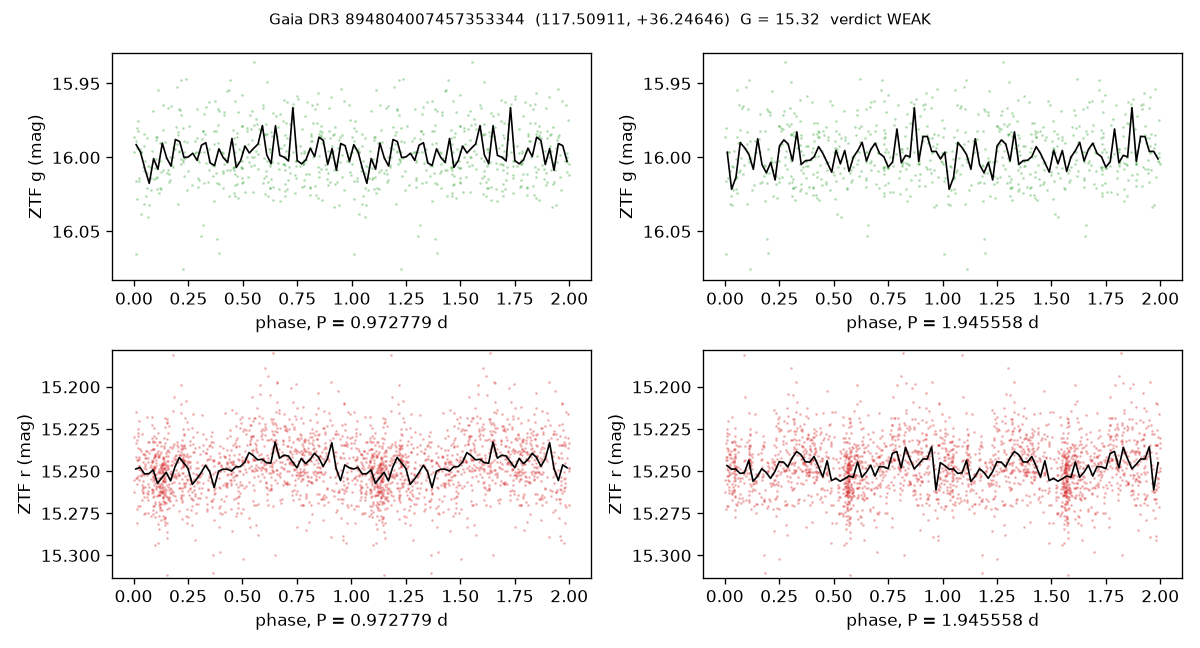 Gaia DR3 894804007457353344 (117.50911, +36.24646) G = 15.32 verdict WEAK
ZTF g (mag)
15.95
16.00
16.05
0.00 0.25 0.50 0.75 1.00 1.25 1.50 1.75 2.00
phase, P = 0.972779 d
ZTF g (mag)
15.95
16.00
16.05
0.00 0.25 0.50 0.75 1.00 1.25 1.50 1.75 2.00
phase, P = 1.945558 d
ZTF r (mag)
15.200
15.225
15.250
15.275
15.300
0.00 0.25 0.50 0.75 1.00 1.25 1.50 1.75 2.00
phase, P = 0.972779 d
ZTF r (mag)
15.200
15.225
15.250
15.275
15.300
0.00 0.25 0.50 0.75 1.00 1.25 1.50 1.75 2.00
phase, P = 1.945558 d